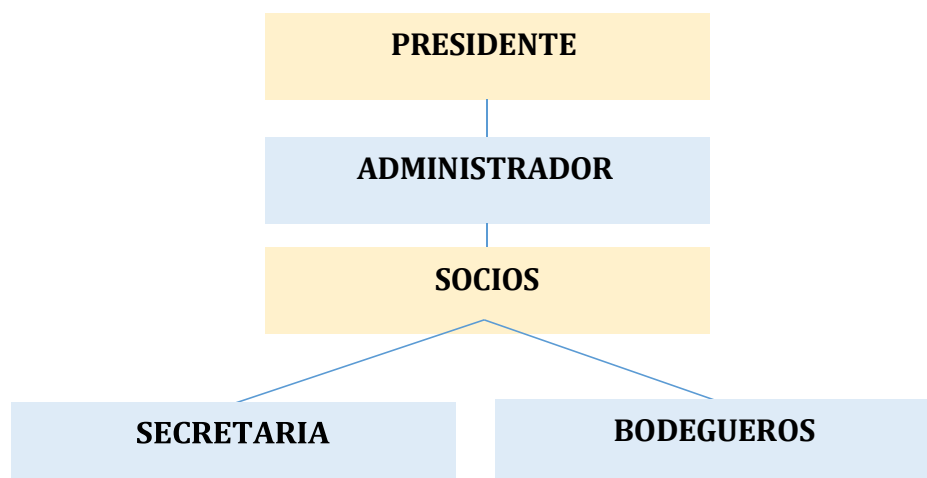 PRESIDENTE
ADMINISTRADOR
SOCIOS
SECRETARIA
BODEGUEROS